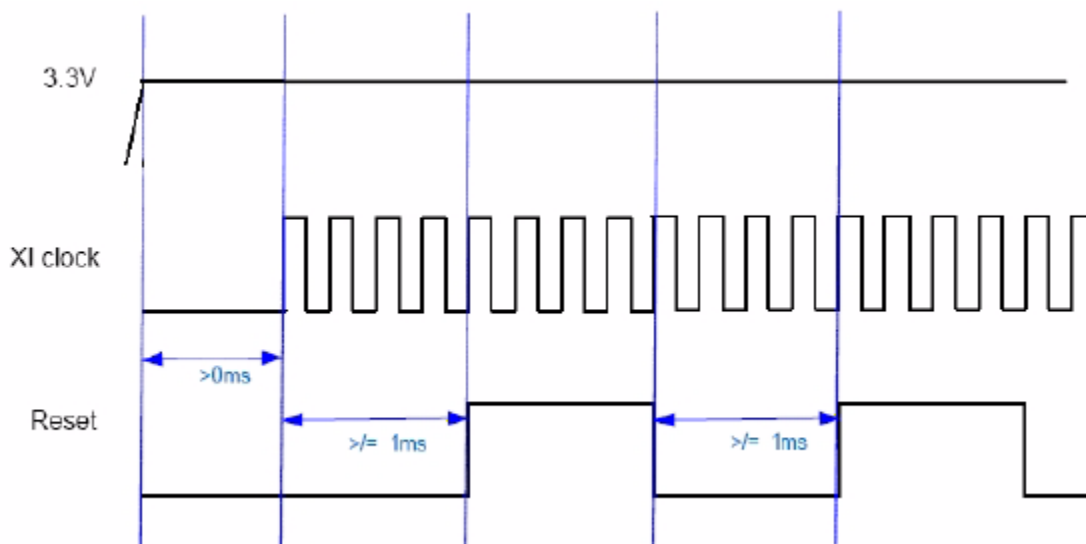 3.3V
XI clock
>0ms
Reset
>/= 1ms
>/= 1ms